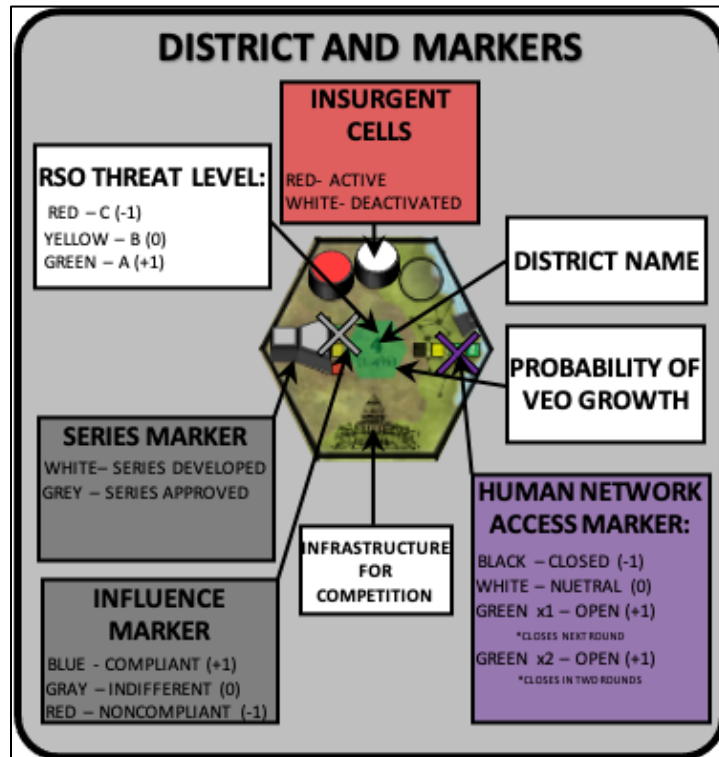 DISTRICT AND MARKERS
INSURGENT
CELLS
RED- ACTIVE
WHITE- DEACTIVATED
RSO THREAT LEVEL:
RED – C (-1)
YELLOW – B (0)
GREEN – A (+1)
DISTRICT NAME
PROBABILITY OF
VEO GROWTH
SERIES MARKER
WHITE– SERIES DEVELOPED
GREY – SERIES APPROVED
INFRASTRUCTURE
FOR
COMPETITION
HUMAN NETWORK
ACCESS MARKER:
BLACK – CLOSED (-1)
WHITE – NUETRAL (0)
GREEN x1 – OPEN (+1)
*CLOSES NEXT ROUND
GREEN x2 – OPEN (+1)
*CLOSES IN TWO ROUNDS
INFLUENCE
MARKER
BLUE - COMPLIANT (+1)
GRAY – INDIFFERENT (0)
RED – NONCOMPLIANT (-1)